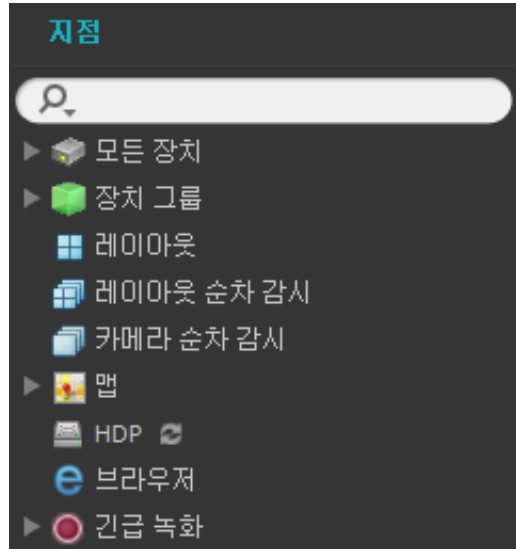 지점
모든 장치
장치 그룹
레이아웃
레이아웃 순차 감시
카메라 순차 감시
맵
HDP
브라우저
긴급 녹화